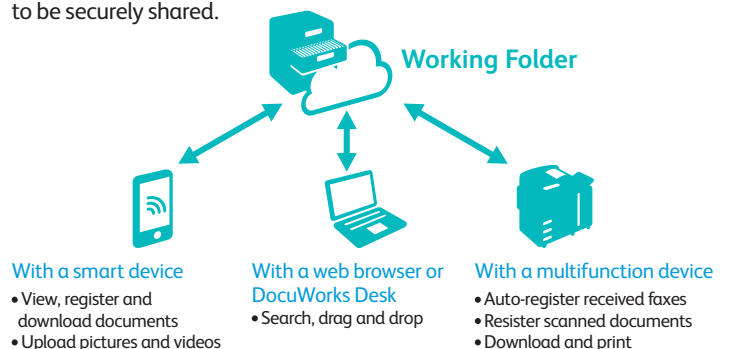 to be securely shared.
Working Folder
With a smart device
• View, register and
download documents
• Upload pictures and videos
With a web browser or
DocuWorks Desk
• Search, drag and drop
With a multifunction device
• Auto-register received faxes
• Resister scanned documents
• Download and print